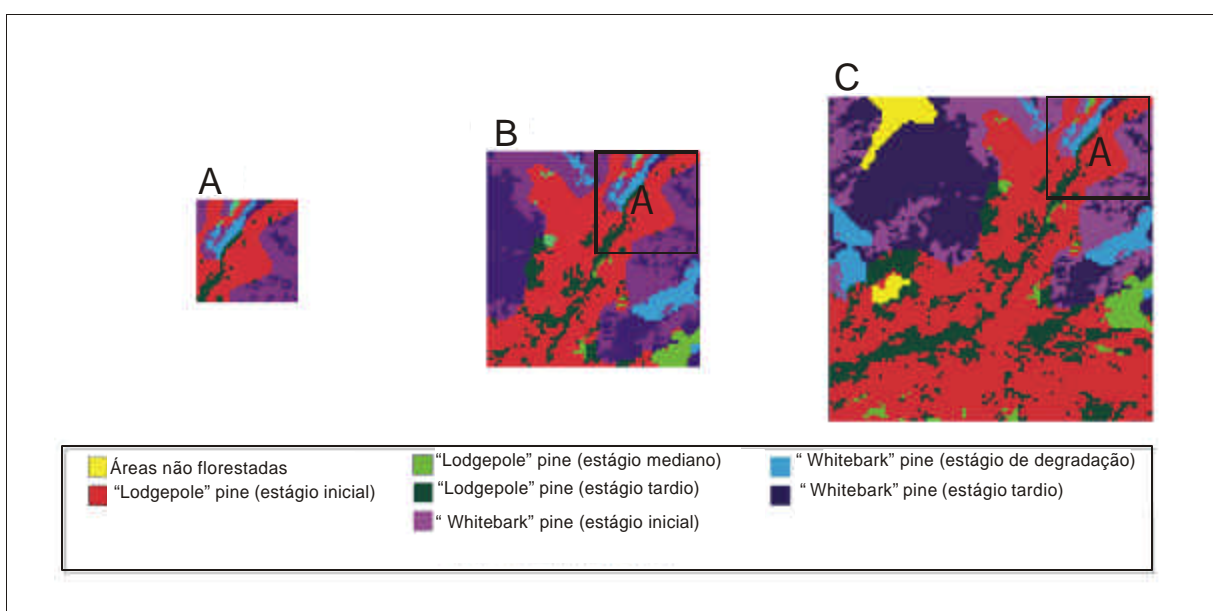 A
B
A
C
A
Áreas não florestadas
“Lodgepole” pine (estágio inicial)
“Lodgepole” pine (estágio mediano)
“Lodgepole” pine (estágio tardio)
“ Whitebark” pine (estágio inicial)
“ Whitebark” pine (estágio de degradação)
“ Whitebark” pine (estágio tardio)